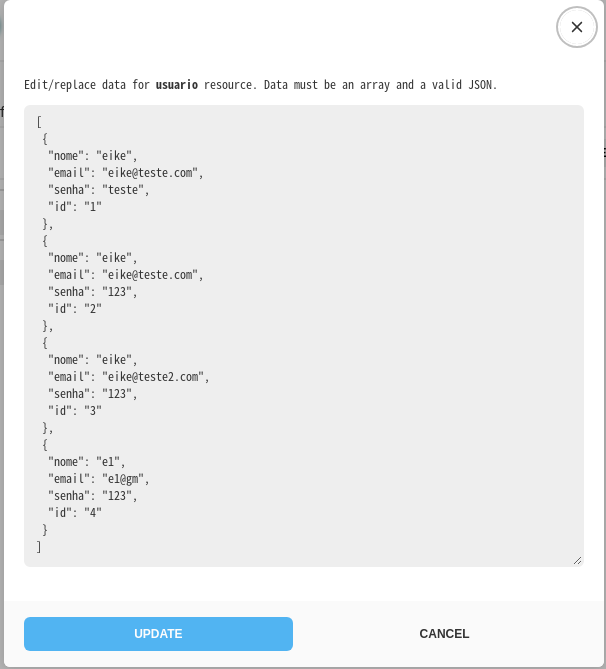 Edit/replace data for usuario resource. Data must be an array and a valid JSON.
[
 {
  "nome": "eike",
  "email": "eike@teste.com",
  "senha": "teste",
  "id": "1"
 },
 {
  "nome": "eike",
  "email": "eike@teste.com",
  "senha": "123",
  "id": "2"
 },
 {
  "nome": "eike",
  "email": "eike@teste2.com",
  "senha": "123",
  "id": "3"
 },
 {
  "nome": "e1",
  "email": "e1@gm",
  "senha": "123",
  "id": "4"
 }
]
UPDATE CANCEL